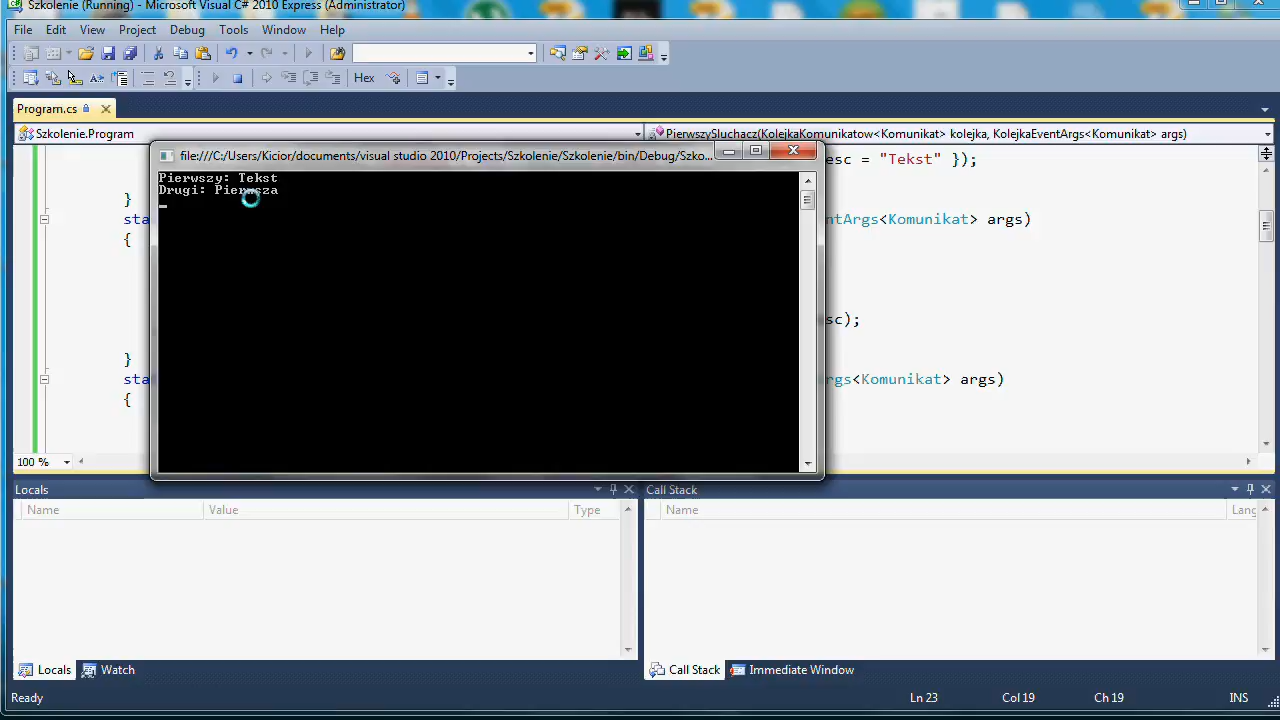 Szkolenie (Running) - Microsoft Visual C# 2010 Express (Administrator)
File Edit View Project Debug Tools Window Help
Hex
Program.cs
Szkolenie.Program
PierwszySluchacz(KolejkaKomunikatow<Komunikat> kolejka, KolejkaEventArgs<Komunikat> args)
file:///C:/Users/Kicior/documents/visual studio 2010/Projects/Szkolenie/Szkolenie/bin/Debug/Szko...
esc = "Tekst" });
Pierwszy: Tekst
Drugi: Pierwsza
}
sta
ntArgs<Komunikat> args)
{
sc);
}
sta
rgs<Komunikat> args)
{
100 %
Locals
Call Stack
Name Value Type
Name Lang
Locals Watch
Call Stack Immediate Window
Ready
Ln 23 Col 19 Ch 19 INS